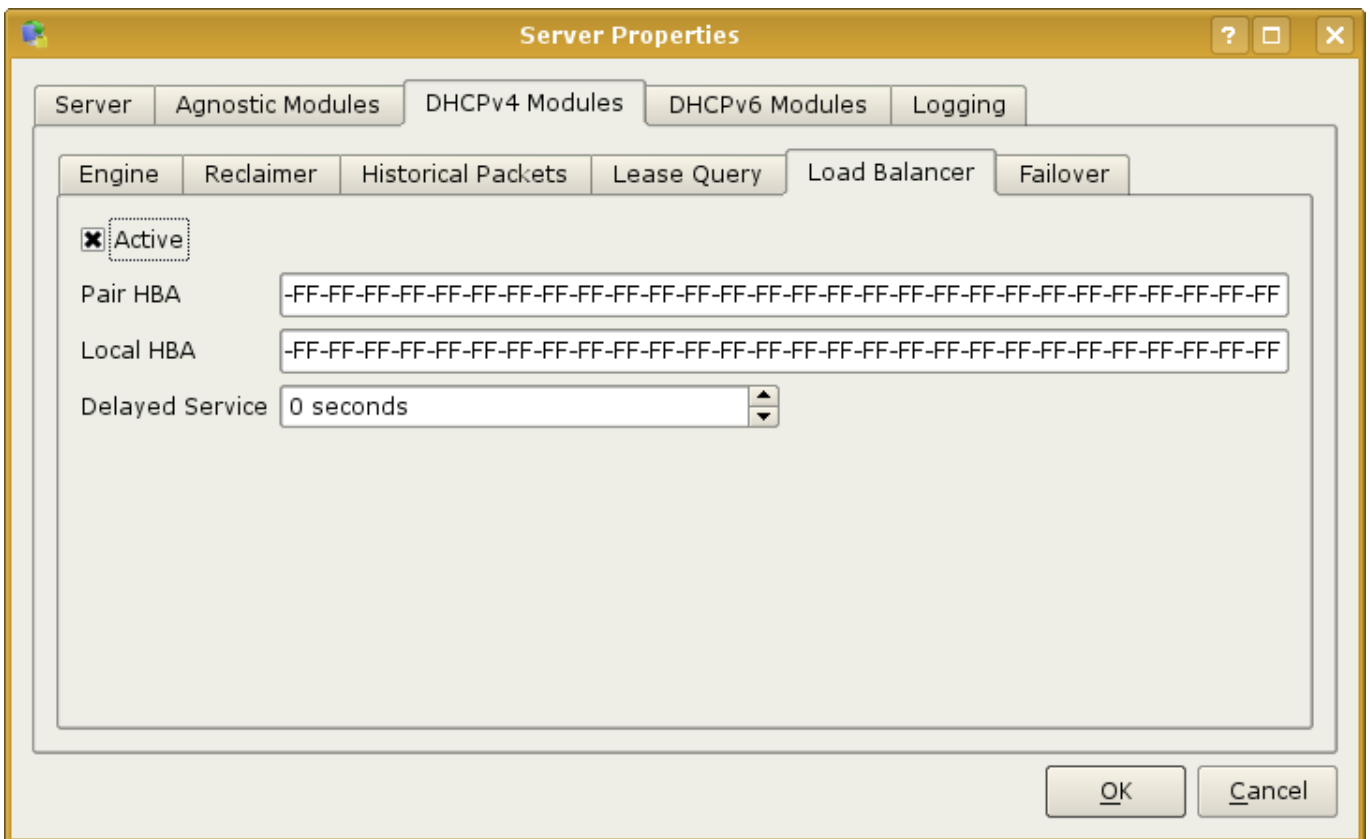 Server Properties
?
Server Agnostic Modules DHCPv4 Modules DHCPv6 Modules Logging
Engine Reclaimer Historical Packets Lease Query Load Balancer Failover
Active
Pair HBA -FF-FF-FF-FF-FF-FF-FF-FF-FF-FF-FF-FF-FF-FF-FF-FF-FF-FF-FF-FF-FF-FF-FF-FF-FF-FF-FF-FF
Local HBA -FF-FF-FF-FF-FF-FF-FF-FF-FF-FF-FF-FF-FF-FF-FF-FF-FF-FF-FF-FF-FF-FF-FF-FF-FF-FF-FF-FF
Delayed Service 0 seconds
OK Cancel